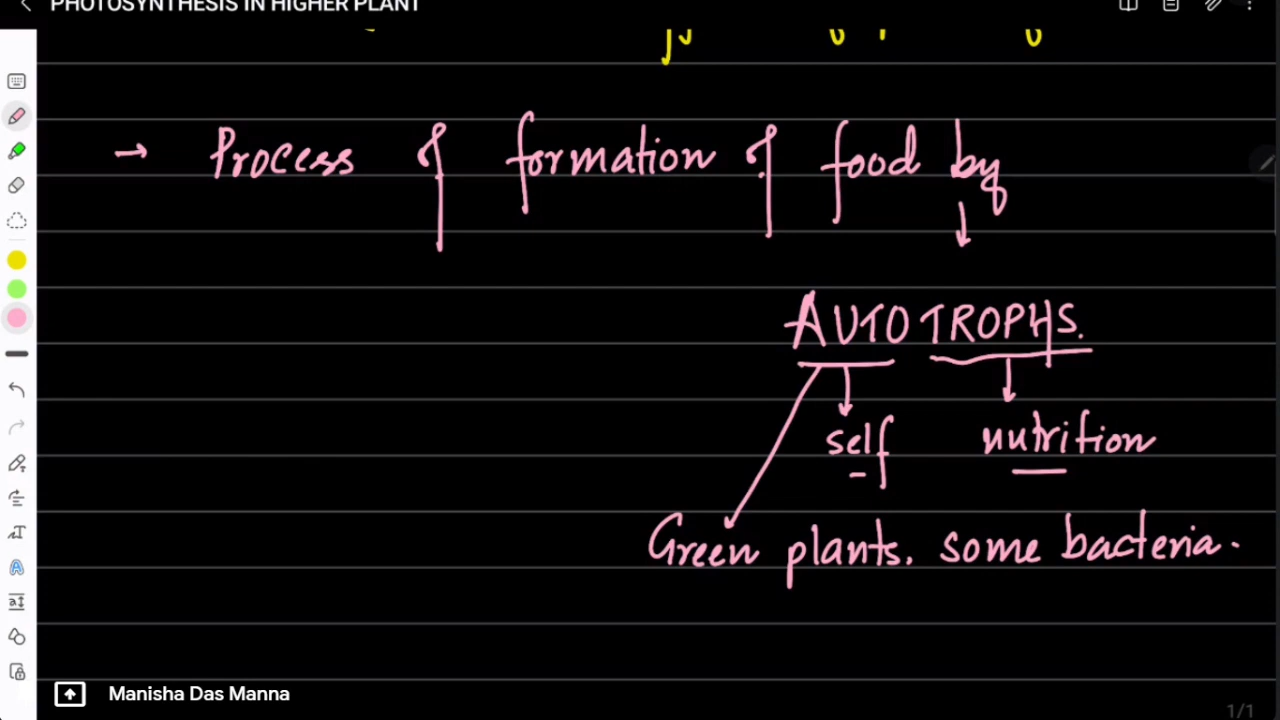 PHOTOSYNTHESIS IN HIGHER PLANT
→ Process of formation of food by
AUTOTROPHS.
self nutrition
Green plants. some bacteria.
Manisha Das Manna
1/1